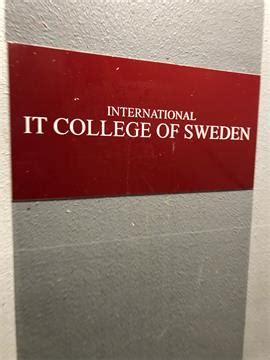 INTERNATIONAL
IT COLLEGE OF SWEDEN